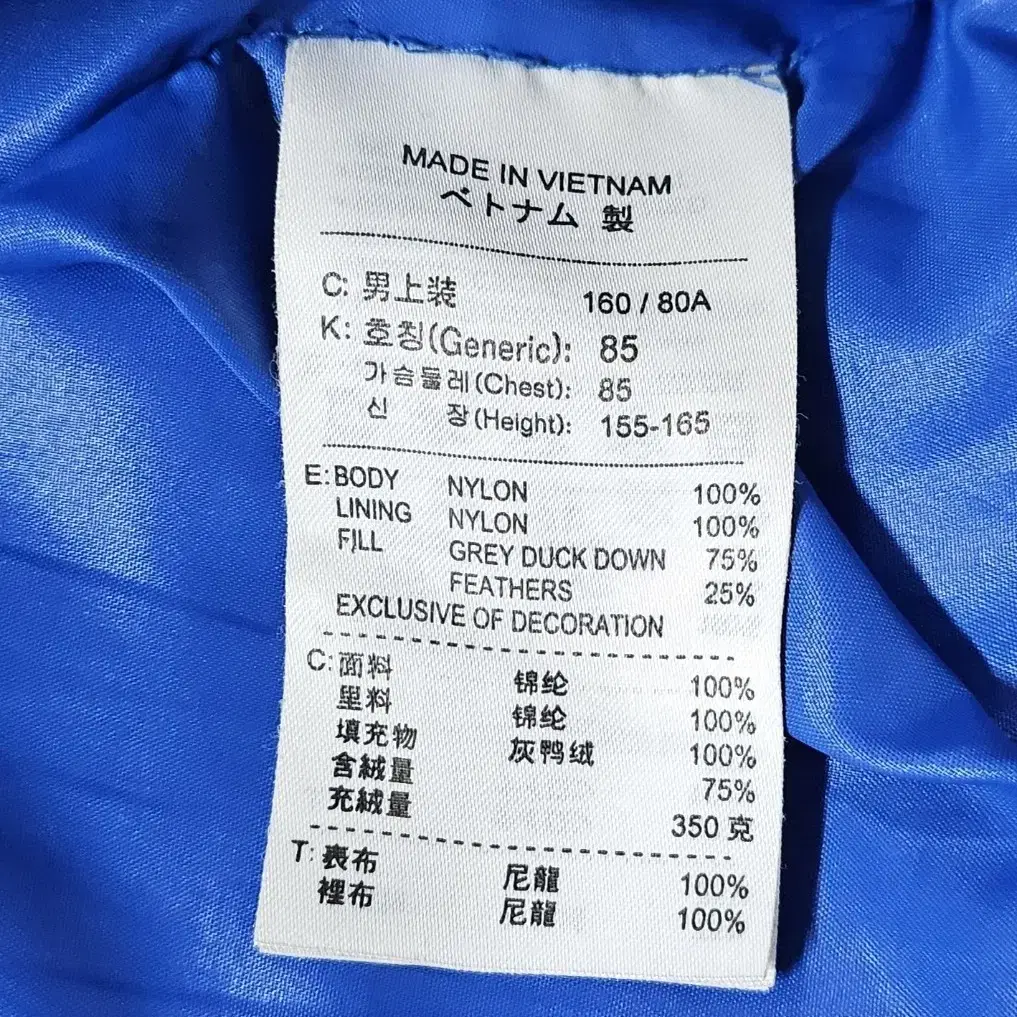 MADE IN VIETNAM
ベトナム 製
C: 男上装 160 / 80A
K: 호칭(Generic): 85
가슴둘레(Chest): 85
신 장(Height): 155-165
E: BODY NYLON 100%
LINING NYLON 100%
FILL GREY DUCK DOWN 75%
FEATHERS 25%
EXCLUSIVE OF DECORATION
C: 面料 锦纶 100%
里料 锦纶 100%
填充物 灰鸭绒 100%
含絨量 75%
充絨量 350 克
T: 表布 尼龍 100%
裡布 尼龍 100%